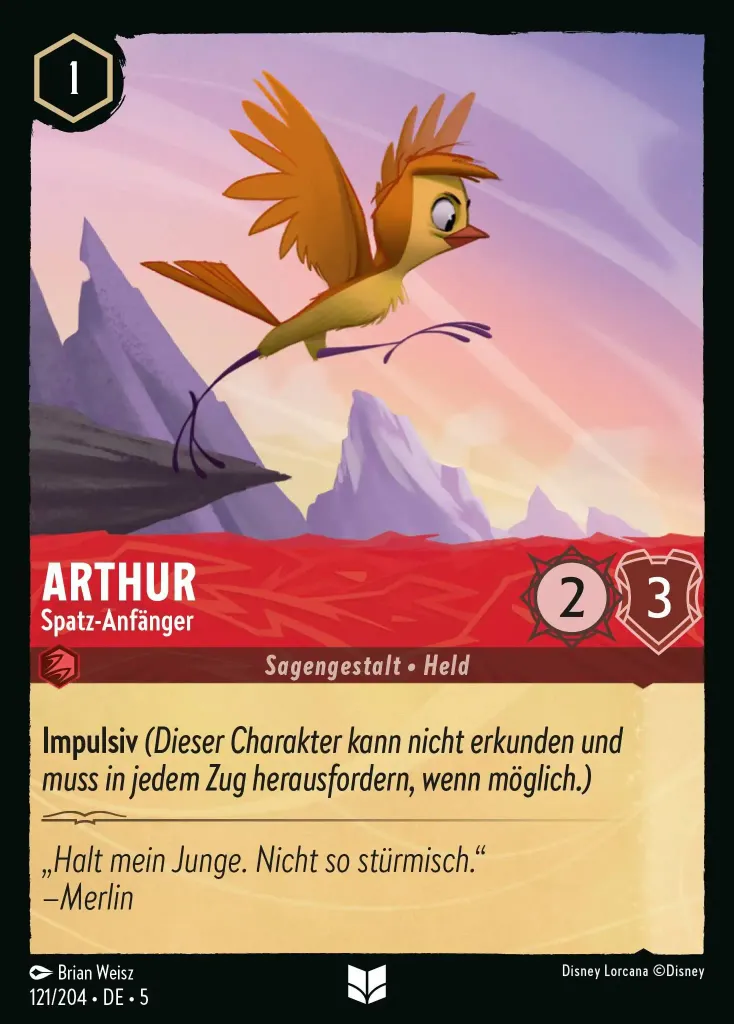 1
ARTHUR
Spatz-Anfänger
2
3
Sagengestalt • Held
Impulsiv (Dieser Charakter kann nicht erkunden und
muss in jedem Zug herausfordern, wenn möglich.)
„Halt mein Junge. Nicht so stürmisch.“
–Merlin
Brian Weisz
Disney Lorcana ©Disney
121/204 • DE • 5